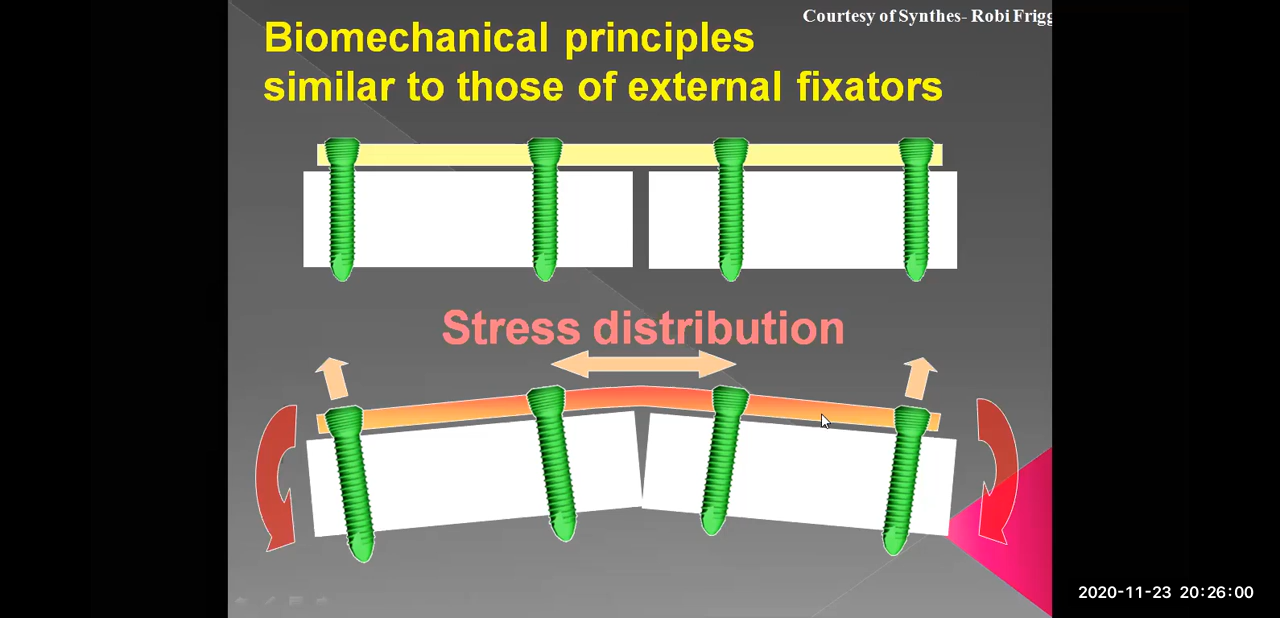 Courtesy of Synthes- Robi Frigg
Biomechanical principles
similar to those of external fixators
Stress distribution
2020-11-23 20:26:00